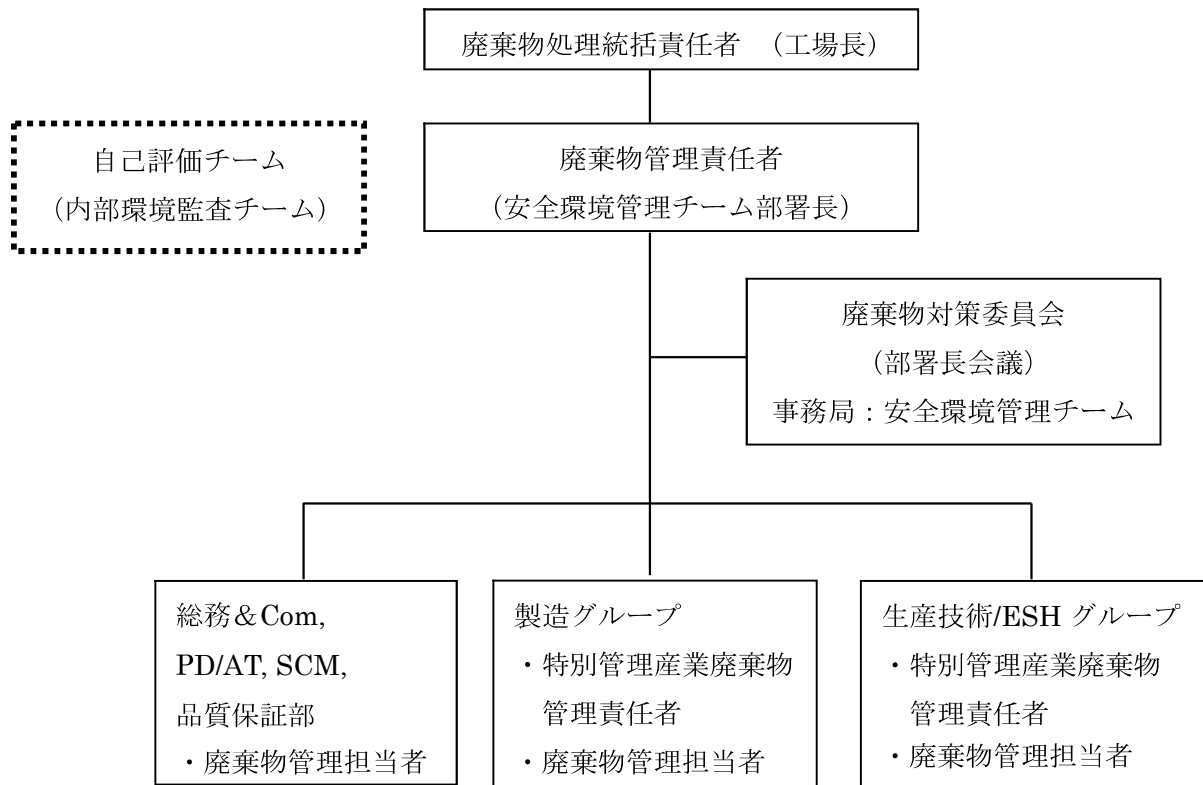 廃棄物処理統括責任者 （工場長）
自己評価チーム
（内部環境監査チーム）
廃棄物管理責任者
（安全環境管理チーム部署長）
廃棄物対策委員会
（部署長会議）
事務局：安全環境管理チーム
総務＆Com,
PD/AT, SCM,
品質保証部
・廃棄物管理担当者
製造グループ
・特別管理産業廃棄物
管理責任者
・廃棄物管理担当者
生産技術/ESH グループ
・特別管理産業廃棄物
管理責任者
・廃棄物管理担当者